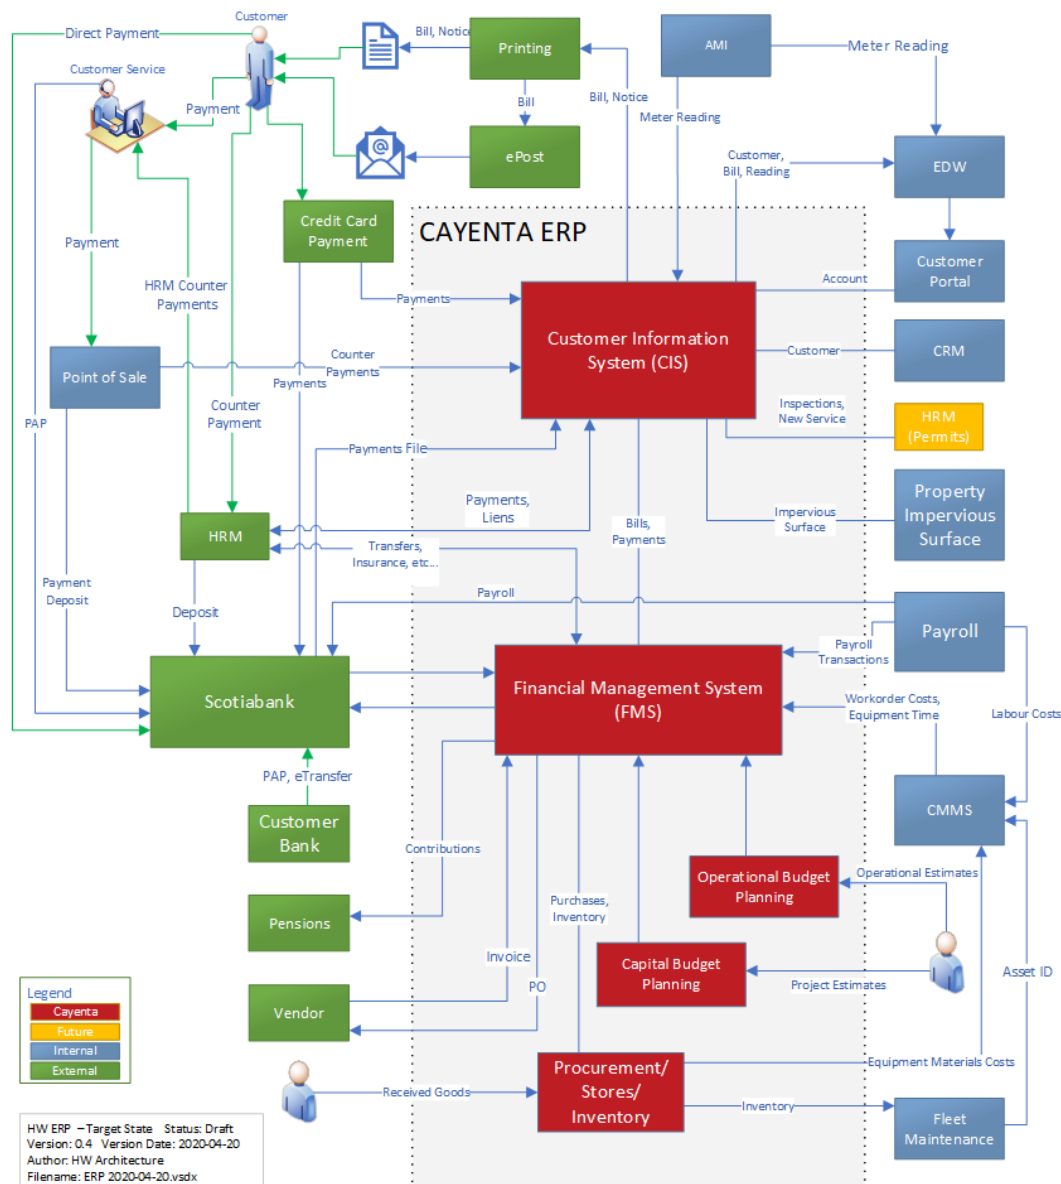 Customer
Direct Payment
Bill, Notice
Printing
AMI
Meter Reading
Customer Service
Payment
Bill
Bill, Notice
Meter Reading
ePost
Customer,
Bill, Reading
EDW
Credit Card
Payment
CAYENTA ERP
Payment
Customer
Portal
Account
HRM Counter
Payments
Payments
Customer Information
System (CIS)
CRM
Customer
Counter
Payments
Point of Sale
Payments
Inspections,
New Service
HRM
(Permits)
PAP
Counter
Payment
Payments File
Property
Impervious
Surface
Payments,
Liens
Impervious
Surface
HRM
Bills,
Payments
Transfers,
Insurance, etc...
Payment
Deposit
Payroll
Deposit
Payroll
Payroll
Transactions
Scotiabank
Financial Management System
(FMS)
Workorder Costs,
Equipment Time
Labour Costs
PAP, eTransfer
CMMS
Customer
Bank
Contributions
Operational Budget
Planning
Operational Estimates
Purchases,
Inventory
Pensions
Invoice
Capital Budget
Planning
Asset ID
PO
Project Estimates
Vendor
Legend
Cayenta
Future
Internal
External
Procurement/
Stores/
Inventory
Equipment Materials Costs
Received Goods
Inventory
Fleet
Maintenance
HW ERP – Target State Status: Draft
Version: 0.4 Version Date: 2020-04-20
Author: HW Architecture
Filename: ERP 2020-04-20.vsdx